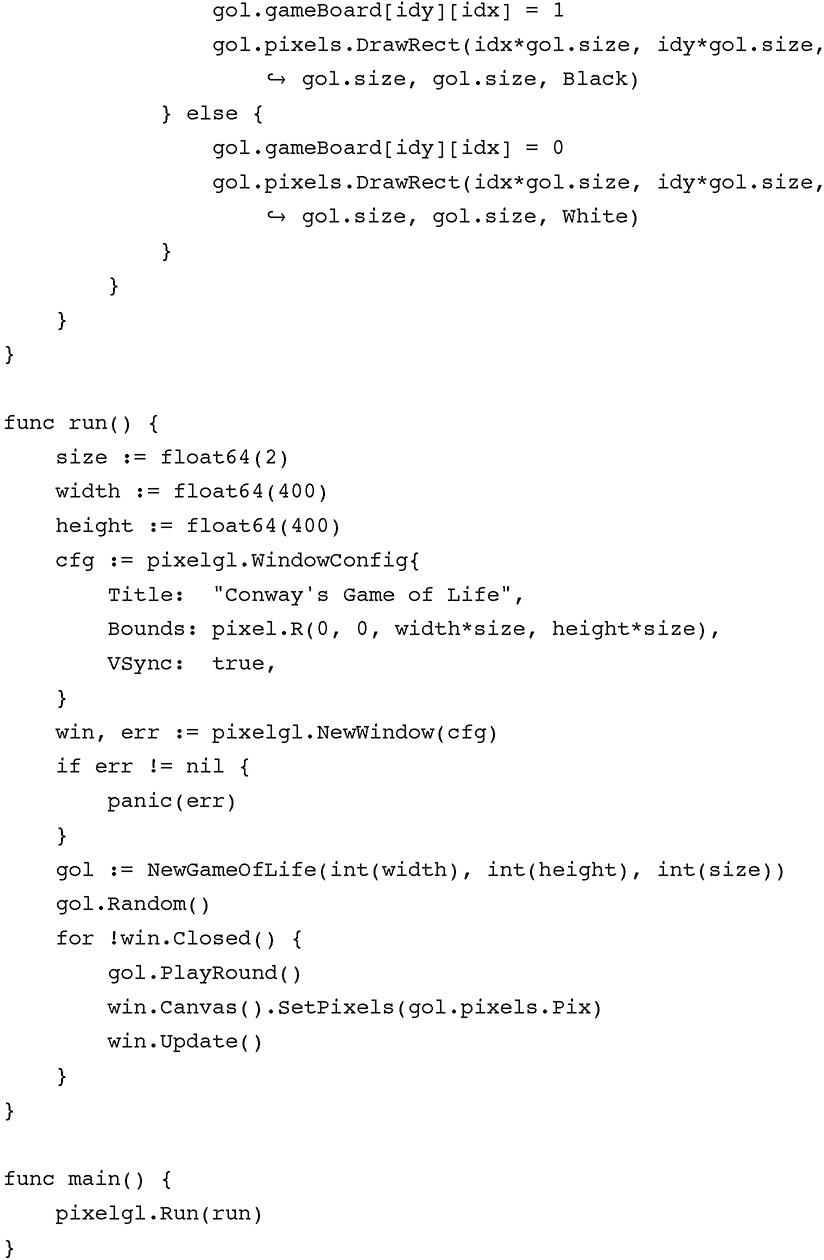 gol.gameBoard[idy][idx] = 1
                gol.pixels.DrawRect(idx*gol.size, idy*gol.size,
                    ↪ gol.size, gol.size, Black)
            } else {
                gol.gameBoard[idy][idx] = 0
                gol.pixels.DrawRect(idx*gol.size, idy*gol.size,
                    ↪ gol.size, gol.size, White)
            }
        }
    }
}

func run() {
    size := float64(2)
    width := float64(400)
    height := float64(400)
    cfg := pixelgl.WindowConfig{
        Title:  "Conway's Game of Life",
        Bounds: pixel.R(0, 0, width*size, height*size),
        VSync:  true,
    }
    win, err := pixelgl.NewWindow(cfg)
    if err != nil {
        panic(err)
    }
    gol := NewGameOfLife(int(width), int(height), int(size))
    gol.Random()
    for !win.Closed() {
        gol.PlayRound()
        win.Canvas().SetPixels(gol.pixels.Pix)
        win.Update()
    }
}

func main() {
    pixelgl.Run(run)
}